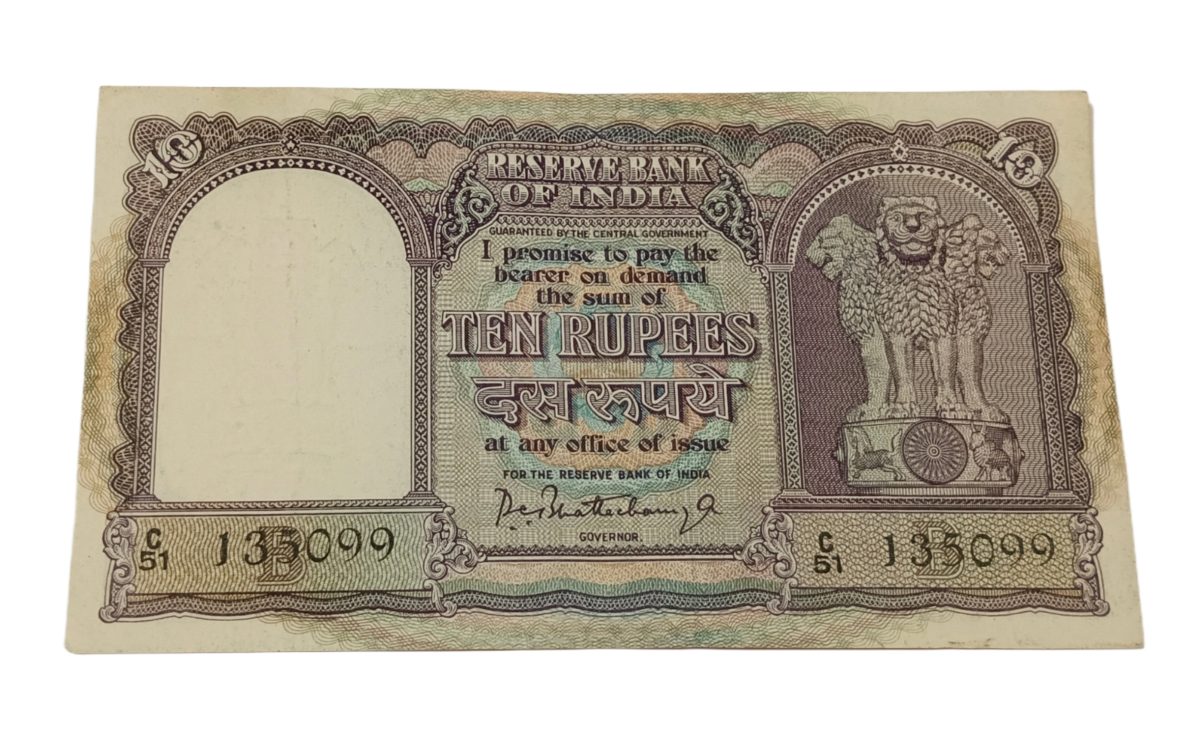 10
10
RESERVE BANK
OF INDIA
GUARANTEED BY THE CENTRAL GOVERNMENT
I promise to pay the
bearer on demand
the sum of
TEN RUPEES
दस रूपये
at any office of issue
FOR THE RESERVE BANK OF INDIA
P. C. Bhattacharyya
GOVERNOR.
C
51 135099
B
C
51 135099
B